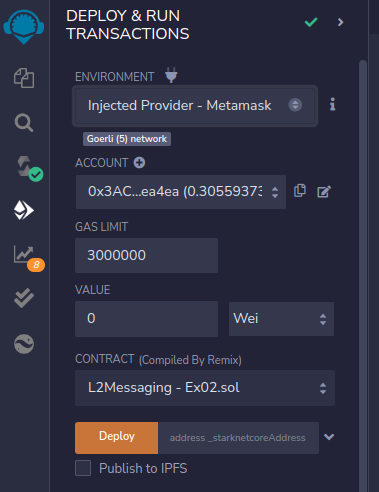 DEPLOY & RUN
TRANSACTIONS
ENVIRONMENT
Injected Provider - Metamask
Goerli (5) network
ACCOUNT
0x3AC...ea4ea (0.30559373
GAS LIMIT
3000000
VALUE
0
Wei
CONTRACT (Compiled By Remix)
L2Messaging - Ex02.sol
Deploy address _starknetcoreAddress
Publish to IPFS
8